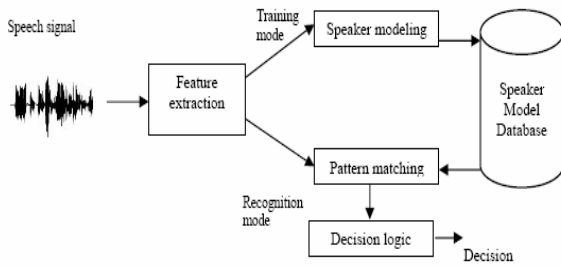 Speech signal
Training
mode
Speaker modeling
Feature
extraction
Speaker
Model
Database
Pattern matching
Recognition
mode
Decision logic
Decision